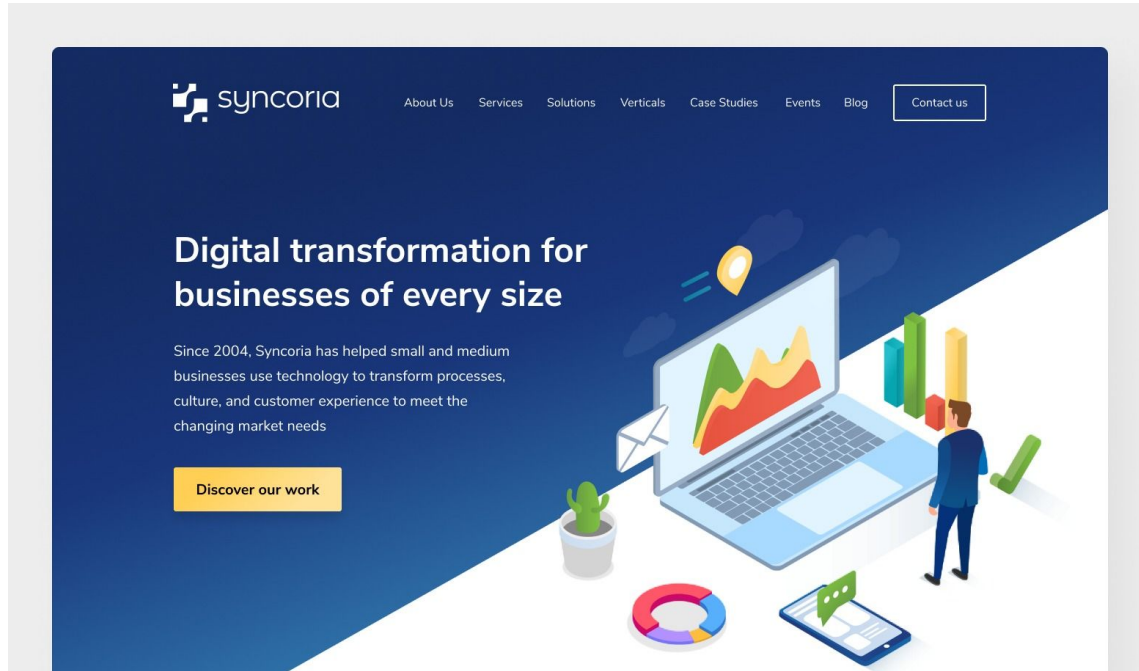 syncoria
About Us Services Solutions Verticals Case Studies Events Blog Contact us
Digital transformation for
businesses of every size
Since 2004, Syncoria has helped small and medium
businesses use technology to transform processes,
culture, and customer experience to meet the
changing market needs
Discover our work